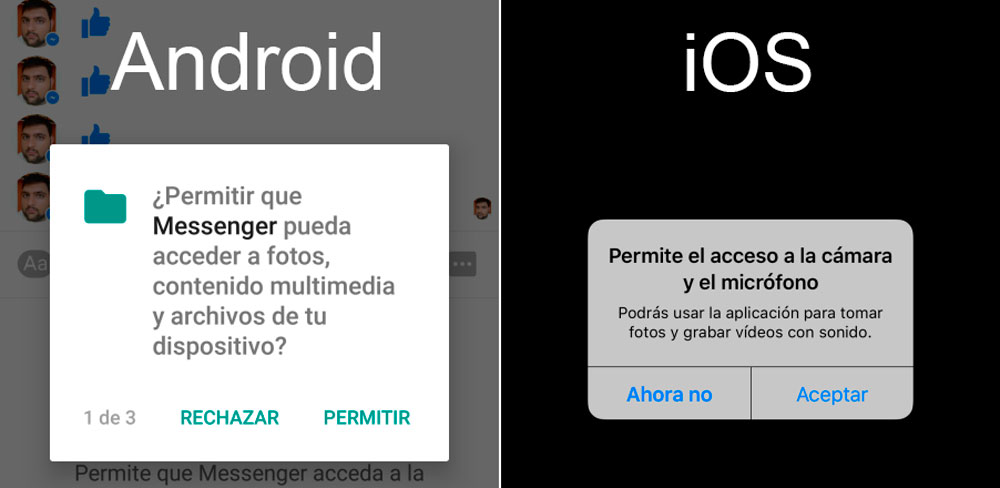 Android
¿Permitir que
Messenger pueda
acceder a fotos,
contenido multimedia
y archivos de tu
dispositivo?
1 de 3
RECHAZAR
PERMITIR
Aa
Permite que Messenger acceda a la
iOS
Permite el acceso a la cámara
y el micrófono
Podrás usar la aplicación para tomar
fotos y grabar vídeos con sonido.
Ahora no
Aceptar